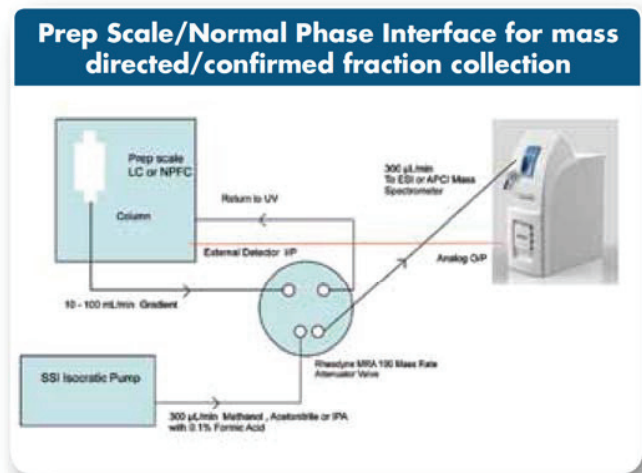 Prep Scale/Normal Phase Interface for mass
directed/confirmed fraction collection
Prep scale
LC or NPFC
Column
Return to UV
300 µL/min
To ESI or APCI Mass
Spectrometer
External Detector I/P
Analog O/P
10 - 100 mL/min Gradient
Rheodyne MRA 100 Mass Rate
Attenuator Valve
SSI Isocratic Pump
300 µL/min Methanol , Acetonitrile or IPA
with 0.1% Formic Acid